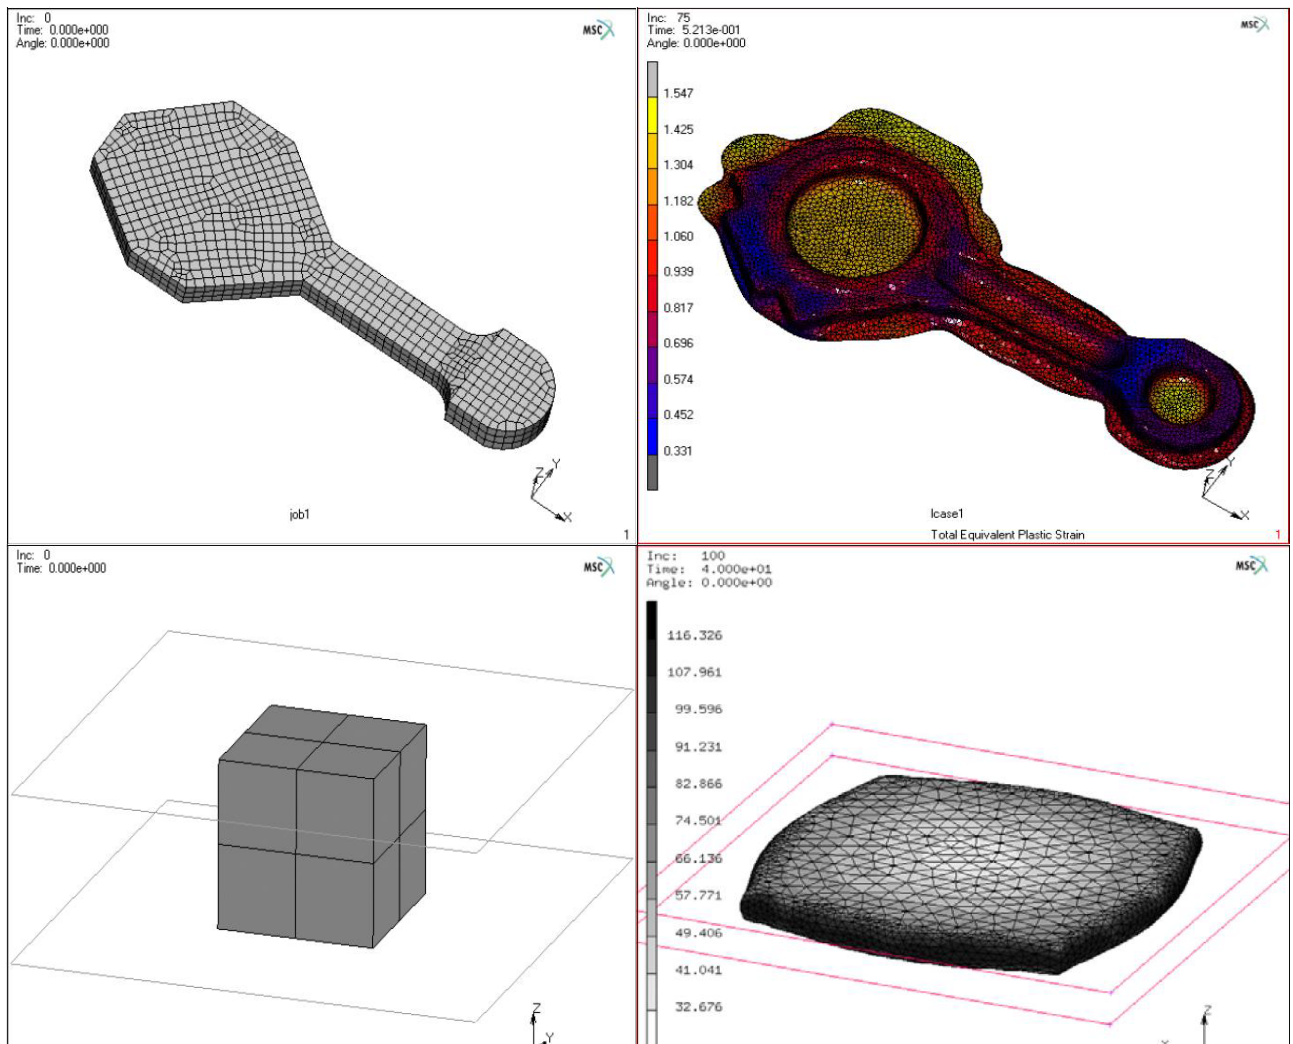 Inc: 0
Time: 0.000e+000
Angle: 0.000e+000
MSC
job1
1
Z
Y
X
Inc: 75
Time: 5.213e-001
Angle: 0.000e+000
MSC
1.547
1.425
1.304
1.182
1.060
0.939
0.817
0.696
0.574
0.452
0.331
Z
Y
X
lcase1
Total Equivalent Plastic Strain
1
Inc: 0
Time: 0.000e+000
MSC
Z
Y
Inc: 100
Time: 4.000e+01
Angle: 0.000e+00
MSC
116.326
107.961
99.596
91.231
82.866
74.501
66.136
57.771
49.406
41.041
32.676
Z